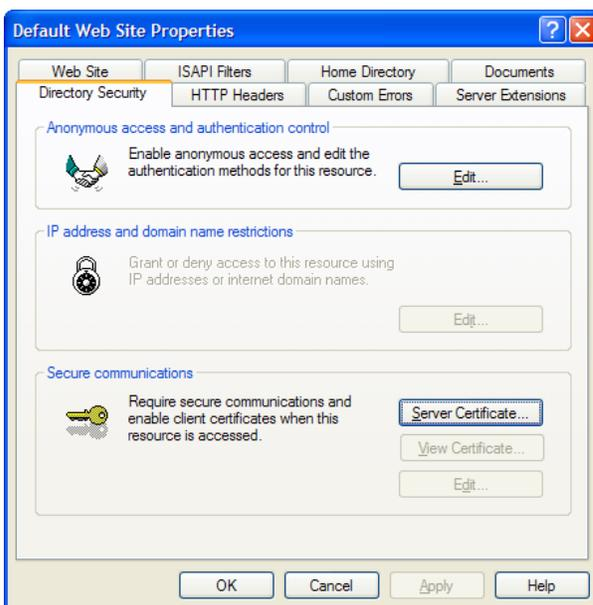 Default Web Site Properties
Web Site
ISAPI Filters
Home Directory
Documents
Directory Security
HTTP Headers
Custom Errors
Server Extensions
Anonymous access and authentication control
Enable anonymous access and edit the
authentication methods for this resource.
Edit...
IP address and domain name restrictions
Grant or deny access to this resource using
IP addresses or internet domain names.
Edit...
Secure communications
Require secure communications and
enable client certificates when this
resource is accessed.
Server Certificate...
View Certificate...
Edit...
OK
Cancel
Apply
Help